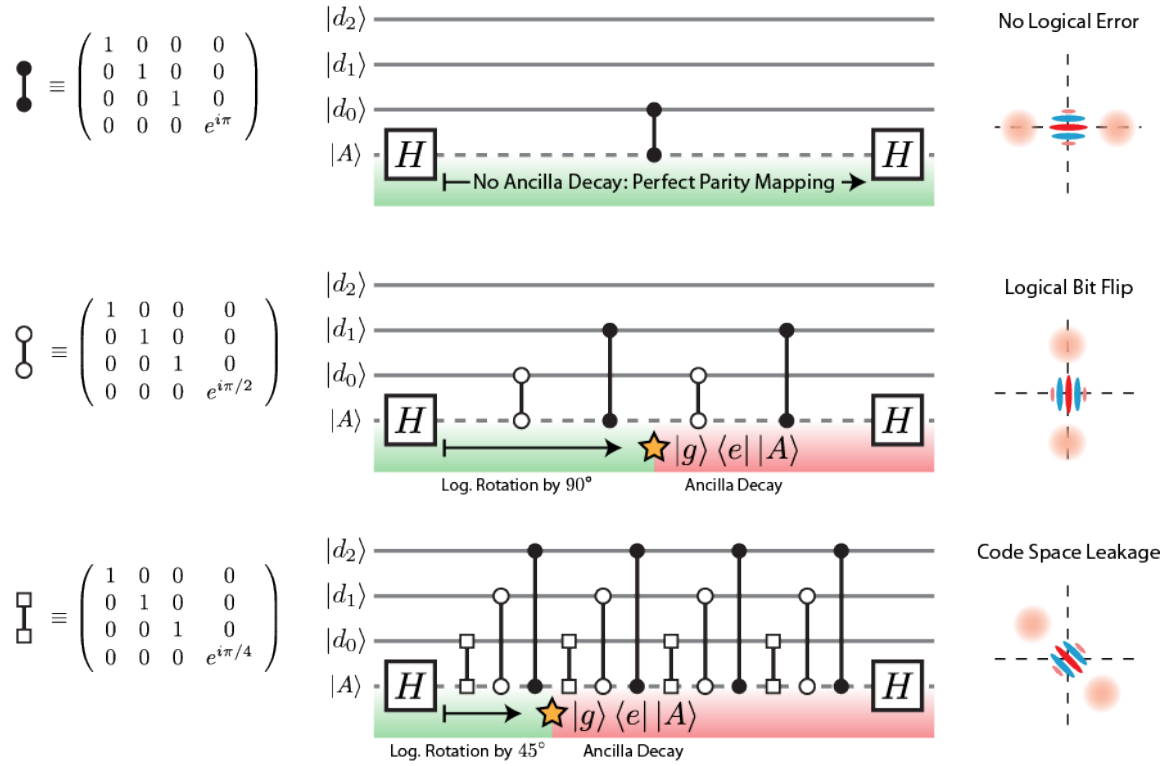 |d₂⟩
No Logical Error
≡ ( 1 0 0 0
0 1 0 0
0 0 1 0
0 0 0 e^{iπ} )
|d₁⟩
|d₀⟩
|A⟩ H H
No Ancilla Decay: Perfect Parity Mapping
|d₂⟩
Logical Bit Flip
≡ ( 1 0 0 0
0 1 0 0
0 0 1 0
0 0 0 e^{iπ/2} )
|d₁⟩
|d₀⟩
|A⟩ H H
|g⟩ ⟨e| |A⟩
Log. Rotation by 90° Ancilla Decay
|d₂⟩
Code Space Leakage
≡ ( 1 0 0 0
0 1 0 0
0 0 1 0
0 0 0 e^{iπ/4} )
|d₁⟩
|d₀⟩
|A⟩ H H
|g⟩ ⟨e| |A⟩
Log. Rotation by 45° Ancilla Decay